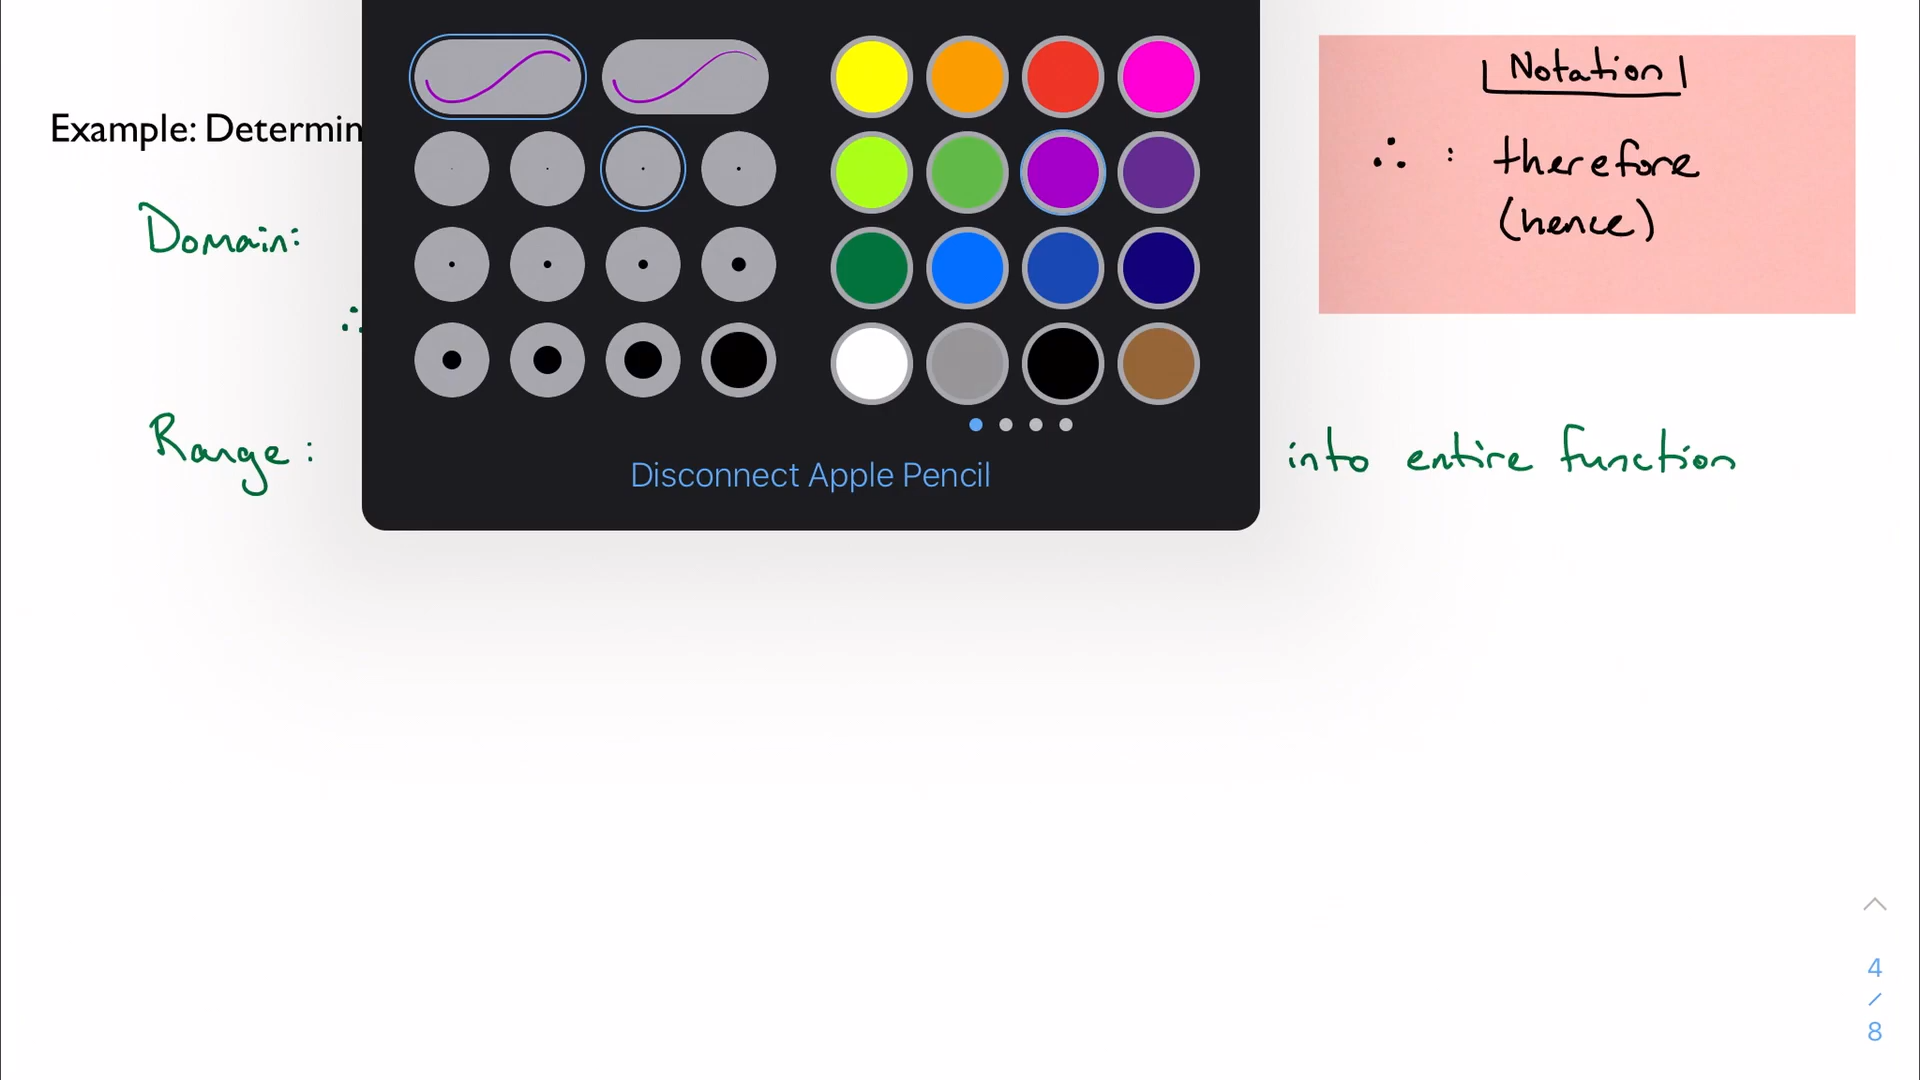 Notation
Example: Determin
∴ : therefore
(hence)
Domain:
∴
Range:
into entire function
Disconnect Apple Pencil
4
/
8